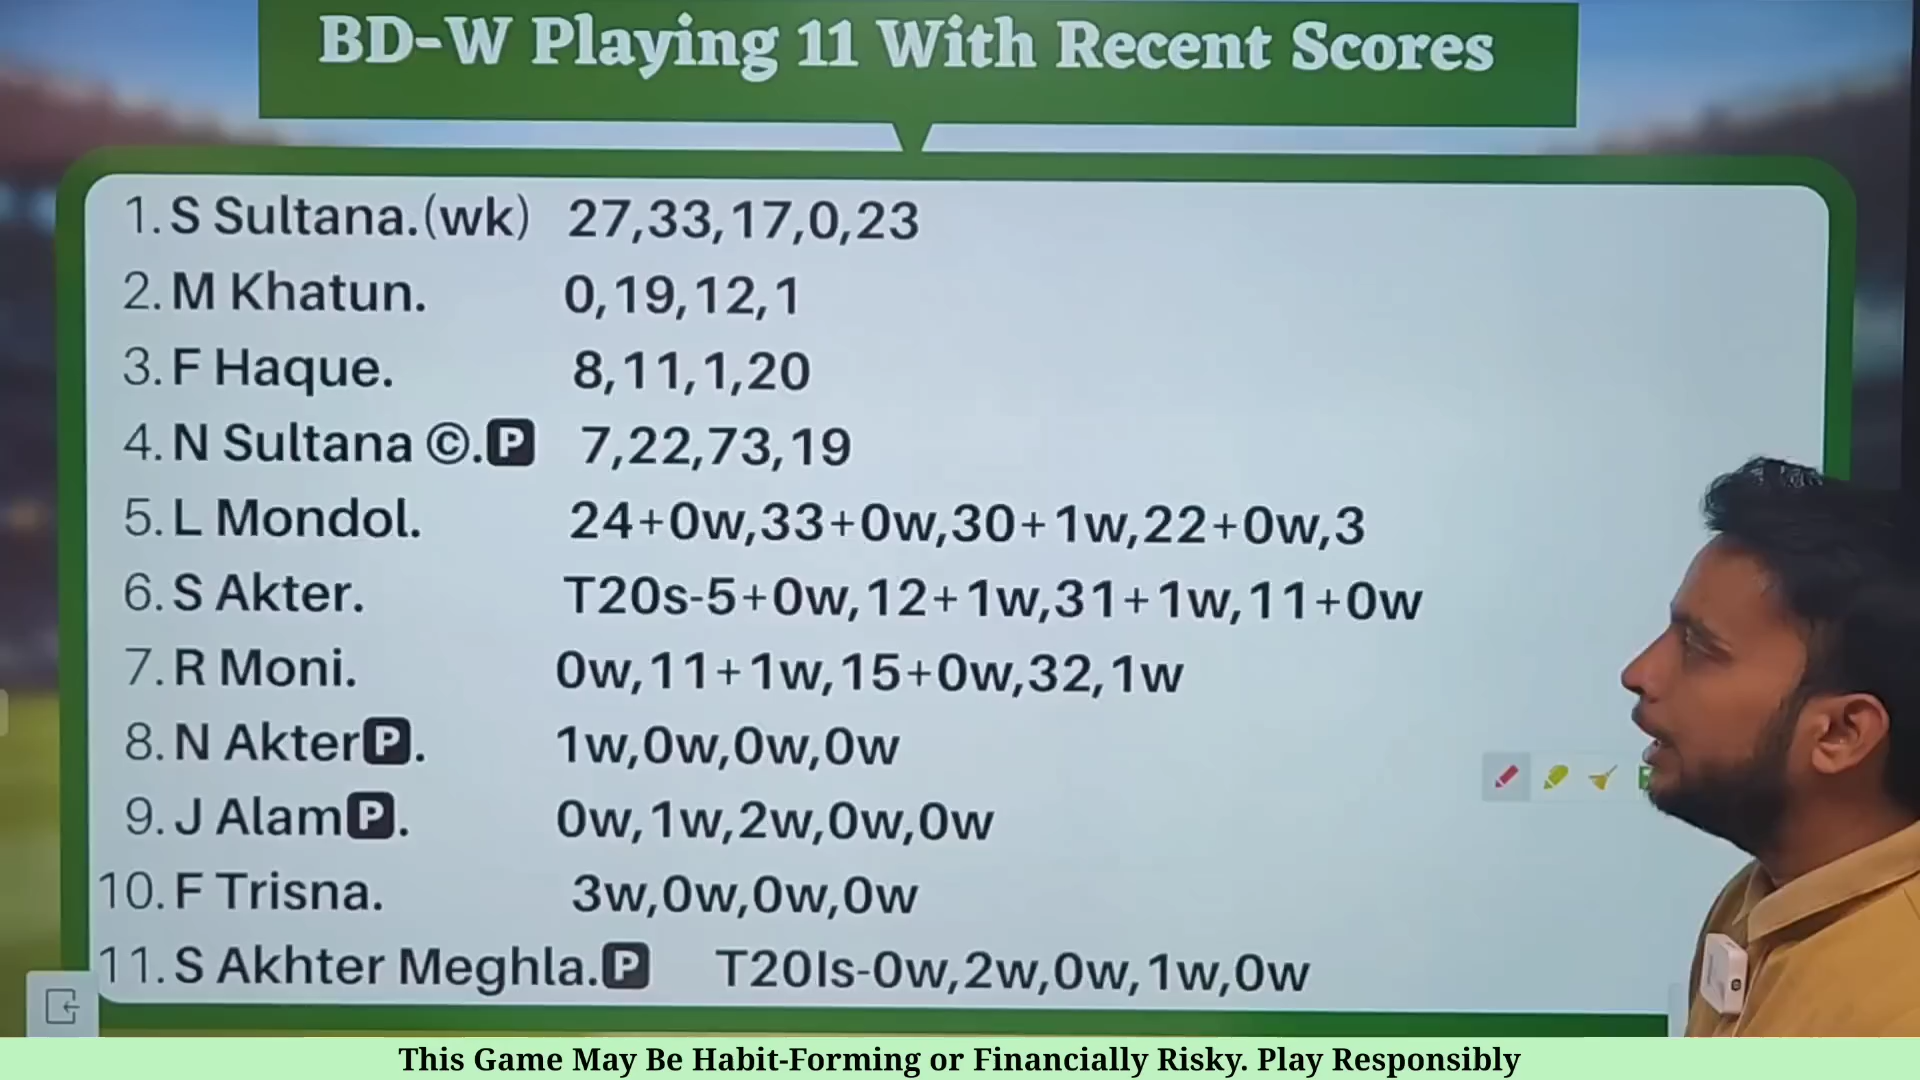 BD-W Playing 11 With Recent Scores
1. S Sultana.(wk) 27,33,17,0,23
2. M Khatun. 0,19,12,1
3. F Haque. 8,11,1,20
4. N Sultana ©.🅿 7,22,73,19
5. L Mondol. 24+0w,33+0w,30+1w,22+0w,3
6. S Akter. T20s-5+0w,12+1w,31+1w,11+0w
7. R Moni. 0w,11+1w,15+0w,32,1w
8. N Akter🅿. 1w,0w,0w,0w
9. J Alam🅿. 0w,1w,2w,0w,0w
10. F Trisna. 3w,0w,0w,0w
11. S Akhter Meghla.🅿 T20Is-0w,2w,0w,1w,0w
This Game May Be Habit-Forming or Financially Risky. Play Responsibly